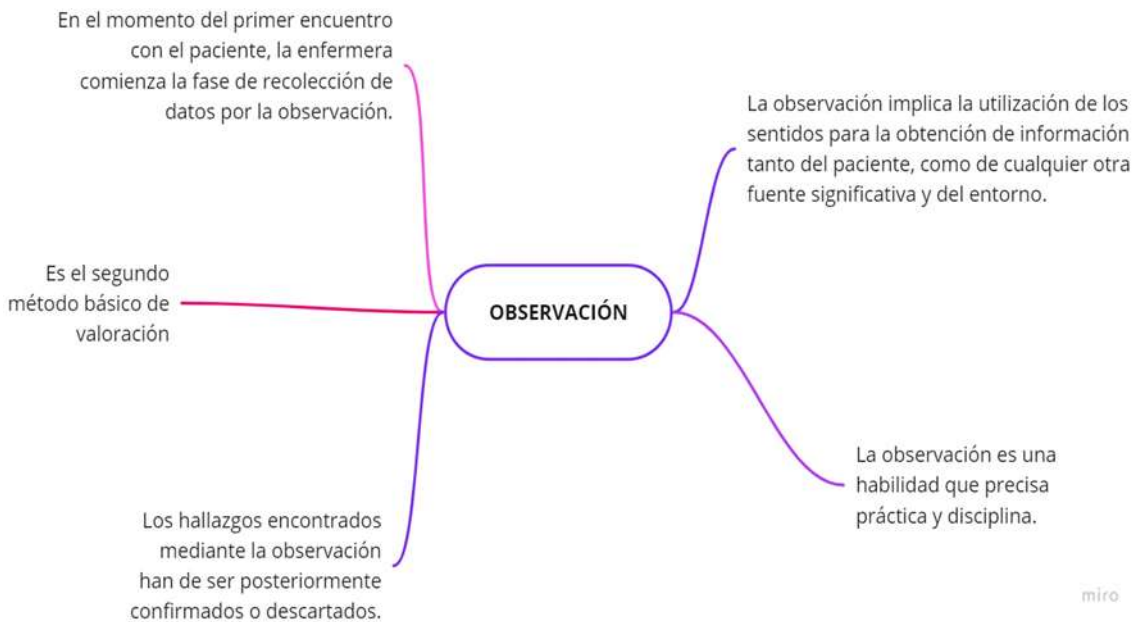 En el momento del primer encuentro
con el paciente, la enfermera
comienza la fase de recolección de
datos por la observación.
Es el segundo
método básico de
valoración
Los hallazgos encontrados
mediante la observación
han de ser posteriormente
confirmados o descartados.
OBSERVACIÓN
La observación implica la utilización de los
sentidos para la obtención de información
tanto del paciente, como de cualquier otra
fuente significativa y del entorno.
La observación es una
habilidad que precisa
práctica y disciplina.
miro